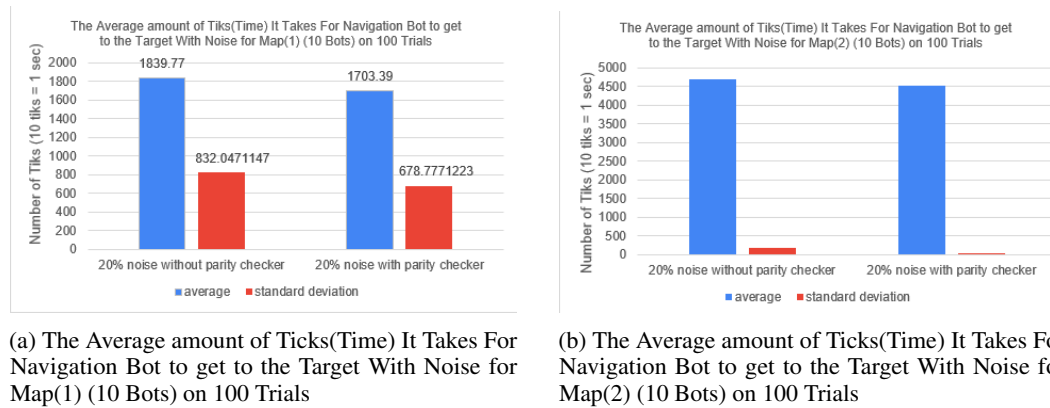 The Average amount of Tiks(Time) It Takes For Navigation Bot to get
to the Target With Noise for Map(1) (10 Bots) on 100 Trials
Number of Tiks (10 tiks = 1 sec)
2000
1800
1600
1400
1200
1000
800
600
400
200
0
1839.77
832.0471147
1703.39
678.7771223
20% noise without parity checker
20% noise with parity checker
average
standard deviation
(a) The Average amount of Ticks(Time) It Takes For
Navigation Bot to get to the Target With Noise for
Map(1) (10 Bots) on 100 Trials
The Average amount of Tiks(Time) It Takes For Navigation Bot to get
to the Target With Noise for Map(2) (10 Bots) on 100 Trials
Number of Tiks (10 tiks = 1 sec)
5000
4500
4000
3500
3000
2500
2000
1500
1000
500
0
20% noise without parity checker
20% noise with parity checker
average
standard deviation
(b) The Average amount of Ticks(Time) It Takes Fo
Navigation Bot to get to the Target With Noise fo
Map(2) (10 Bots) on 100 Trials